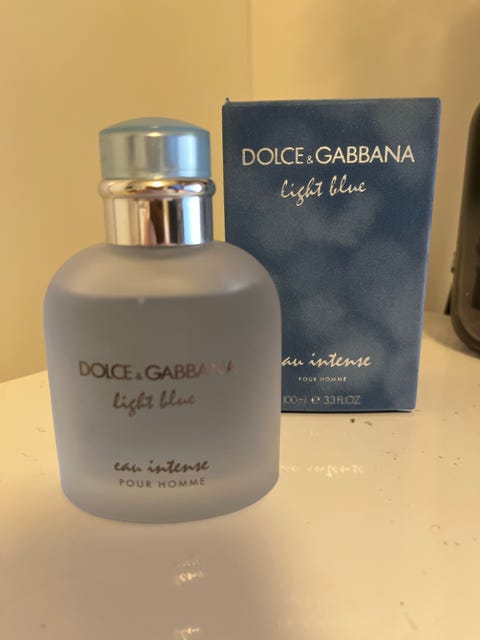 DOLCE & GABBANA
light blue
eau intense
POUR HOMME
100ml e 3.3 FL.OZ
DOLCE & GABBANA
light blue
eau intense
POUR HOMME